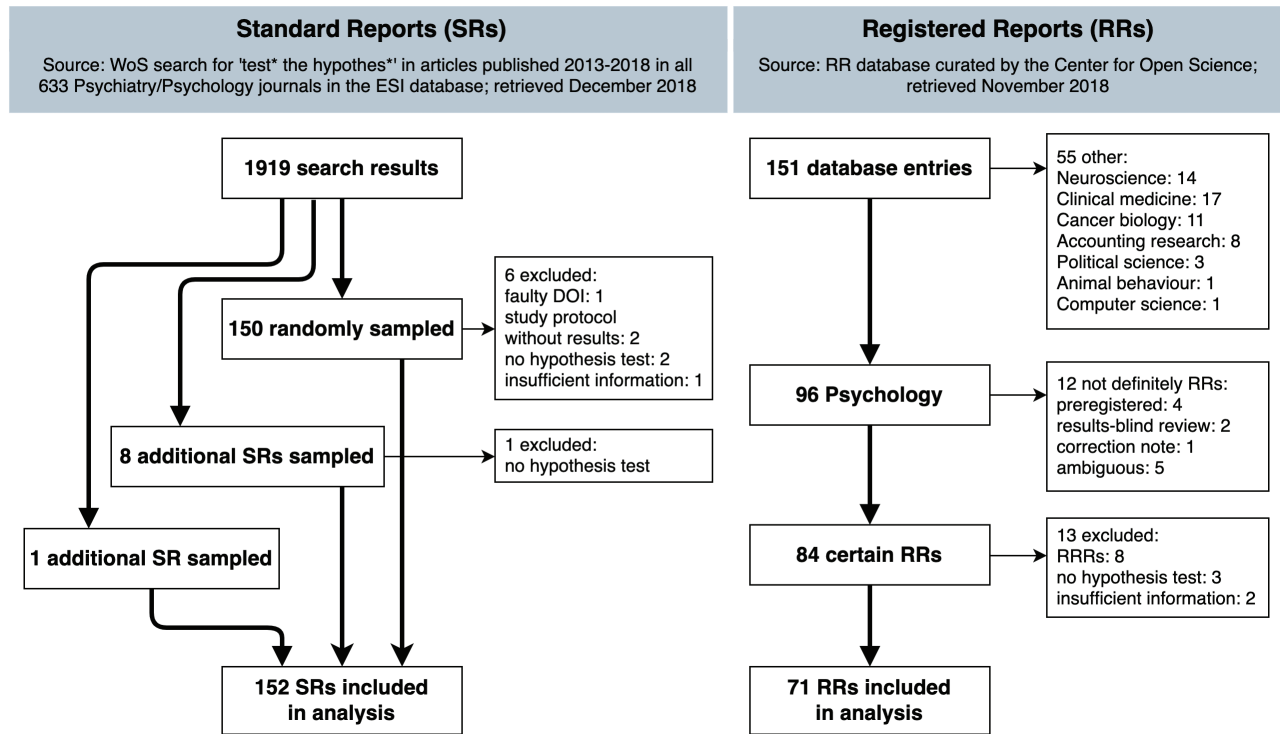 Standard Reports (SRs)
Source: WoS search for 'test* the hypothes*' in articles published 2013-2018 in all
633 Psychiatry/Psychology journals in the ESI database; retrieved December 2018
1919 search results
150 randomly sampled
6 excluded:
faulty DOI: 1
study protocol
without results: 2
no hypothesis test: 2
insufficient information: 1
8 additional SRs sampled
1 excluded:
no hypothesis test
1 additional SR sampled
152 SRs included
in analysis
Registered Reports (RRs)
Source: RR database curated by the Center for Open Science;
retrieved November 2018
151 database entries
55 other:
Neuroscience: 14
Clinical medicine: 17
Cancer biology: 11
Accounting research: 8
Political science: 3
Animal behaviour: 1
Computer science: 1
96 Psychology
12 not definitely RRs:
preregistered: 4
results-blind review: 2
correction note: 1
ambiguous: 5
84 certain RRs
13 excluded:
RRRs: 8
no hypothesis test: 3
insufficient information: 2
71 RRs included
in analysis